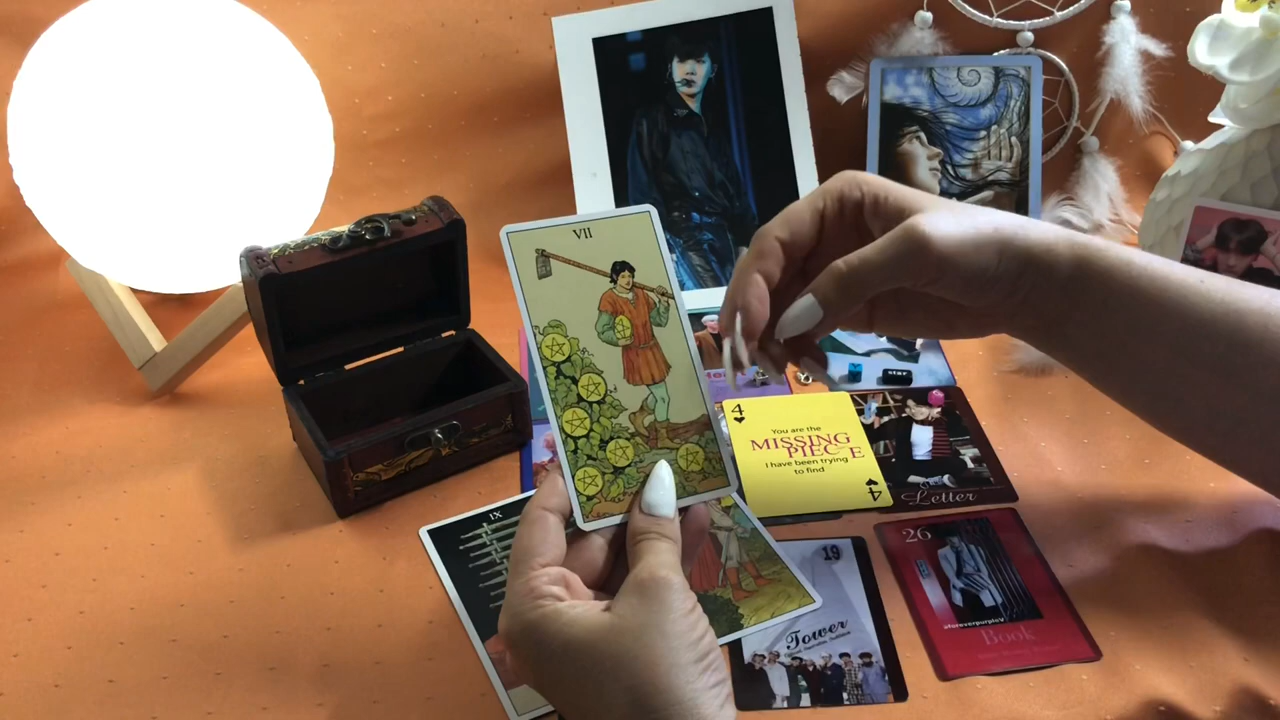 VII
star
4
You are the
MISSING
PIECE
I have been trying
to find
4
Letter
IX
19
Tower
26
Book